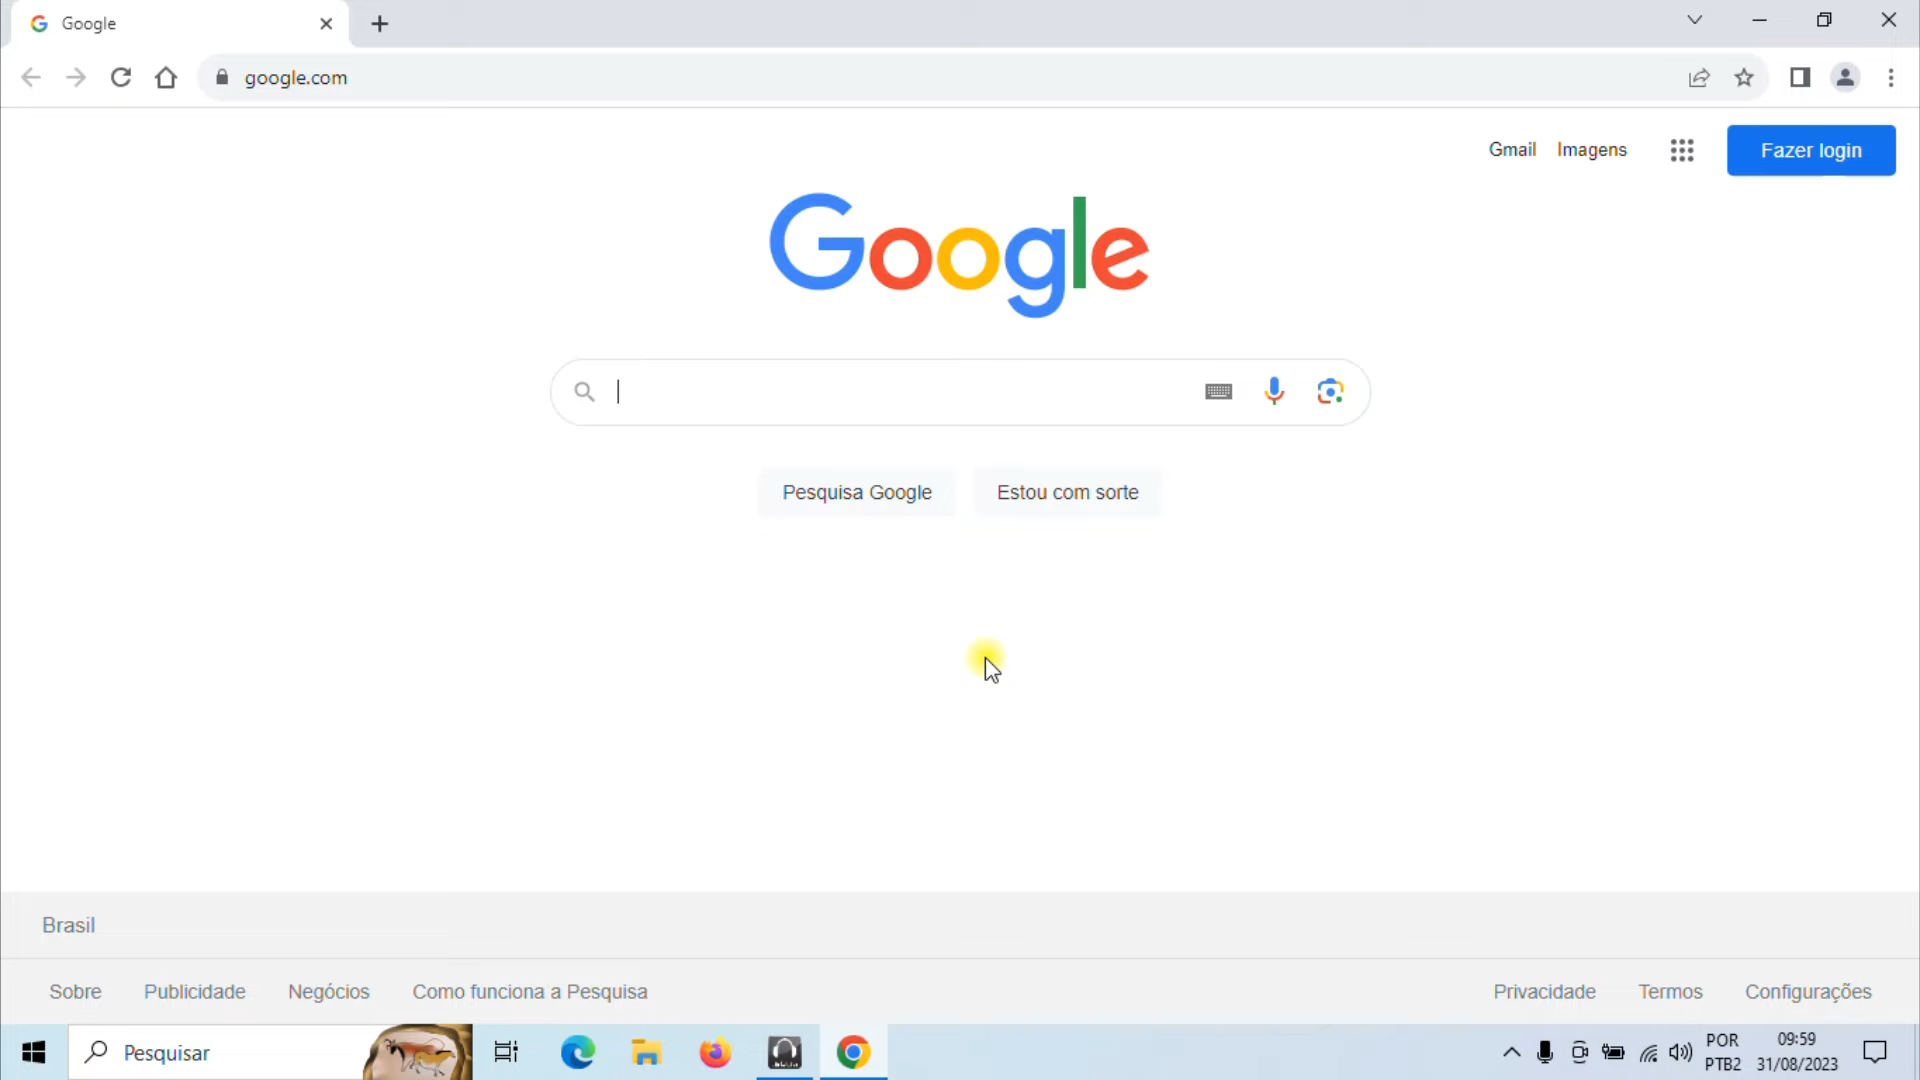 Google
google.com
Gmail Imagens Fazer login
Google
Pesquisa Google Estou com sorte
Brasil
Sobre Publicidade Negócios Como funciona a Pesquisa Privacidade Termos Configurações
Pesquisar
POR 09:59
PTB2 31/08/2023